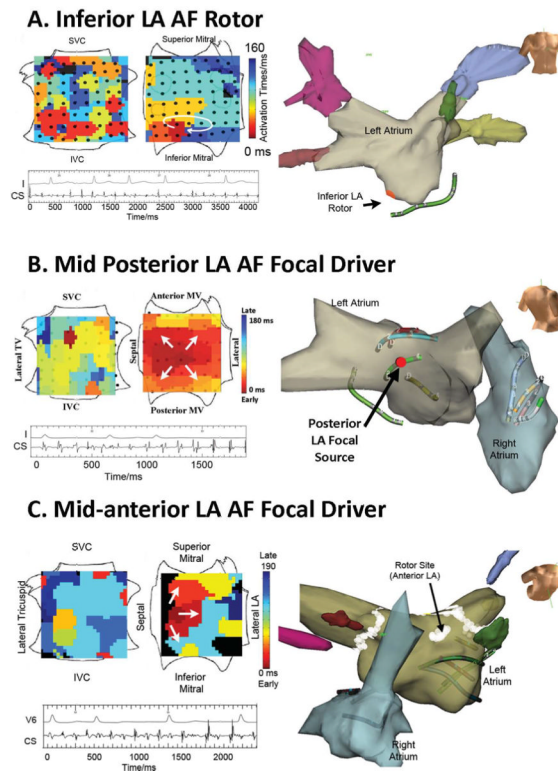 A. Inferior LA AF Rotor
SVC
Superior Mitral
160
Activation Times/ms
0 ms
IVC
Inferior Mitral
I
CS
0 500 1000 1500 2000 2500 3000 3500 4000
Time/ms
Left Atrium
Inferior LA
Rotor
B. Mid Posterior LA AF Focal Driver
SVC
Anterior MV
Late
180 ms
Lateral TV
Septal
Lateral
0 ms
Early
IVC
Posterior MV
I
CS
0 500 1000 1500
Time/ms
Left Atrium
Posterior
LA Focal
Source
Right
Atrium
C. Mid-anterior LA AF Focal Driver
SVC
Superior
Mitral
Late
190
Lateral Tricuspid
Septal
Lateral LA
0 ms
Early
IVC
Inferior
Mitral
V6
CS
0 500 1000 1500 2000
Time/ms
Rotor Site
(Anterior LA)
Left
Atrium
Right
Atrium